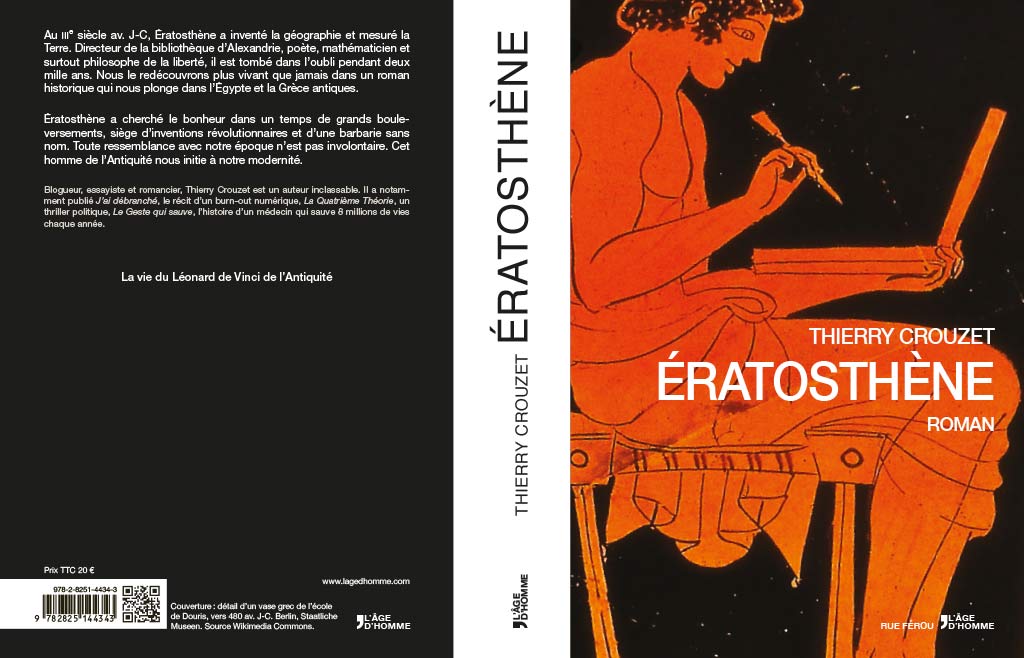 Au IIIe siècle av. J-C, Ératosthène a inventé la géographie et mesuré la
Terre. Directeur de la bibliothèque d'Alexandrie, poète, mathématicien et
surtout philosophe de la liberté, il est tombé dans l'oubli pendant deux
mille ans. Nous le redécouvrons plus vivant que jamais dans un roman
historique qui nous plonge dans l'Égypte et la Grèce antiques.
Ératosthène a cherché le bonheur dans un temps de grands boule-
versements, siège d'inventions révolutionnaires et d'une barbarie sans
nom. Toute ressemblance avec notre époque n'est pas involontaire. Cet
homme de l'Antiquité nous initie à notre modernité.
Blogueur, essayiste et romancier, Thierry Crouzet est un auteur inclassable. Il a notam-
ment publié J'ai débranché, le récit d'un burn-out numérique, La Quatrième Théorie, un
thriller politique, Le Geste qui sauve, l'histoire d'un médecin qui sauve 8 millions de vies
chaque année.
La vie du Léonard de Vinci de l'Antiquité
Prix TTC 20 €
978-2-8251-4434-3
9 782825 144343
www.lagedhomme.com
Couverture : détail d'un vase grec de l'école
de Douris, vers 480 av. J-C. Berlin, Staatliche
Museen. Source Wikimedia Commons.
L'ÂGE
D'HOMME
THIERRY CROUZET ÉRATOSTHÈNE
L'ÂGE
D'HOMME
THIERRY CROUZET
ÉRATOSTHÈNE
ROMAN
RUE FÉROU
L'ÂGE
D'HOMME